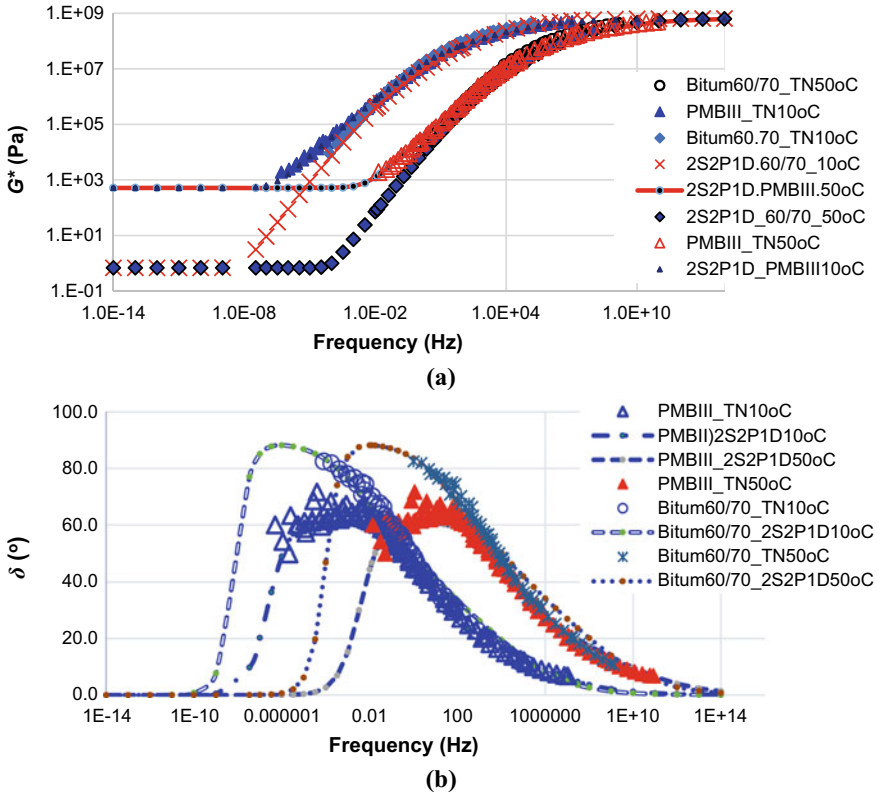 1.E+09
1.E+07
1.E+05
1.E+03
1.E+01
1.E-01
G* (Pa)
1.0E-14
1.0E-08
1.0E-02
1.0E+04
1.0E+10
Frequency (Hz)
Bitum60/70_TN50oC
PMBIII_TN10oC
Bitum60.70_TN10oC
2S2P1D.60/70_10oC
2S2P1D.PMBIII.50oC
2S2P1D_60/70_50oC
PMBIII_TN50oC
2S2P1D_PMBIII10oC
(a)
100.0
80.0
60.0
40.0
20.0
0.0
δ (º)
1E-14
1E-10
0.000001
0.01
100
1000000
1E+10
1E+14
Frequency (Hz)
PMBIII_TN10oC
PMBII)2S2P1D10oC
PMBIII_2S2P1D50oC
PMBIII_TN50oC
Bitum60/70_TN10oC
Bitum60/70_2S2P1D10oC
Bitum60/70_TN50oC
Bitum60/70_2S2P1D50oC
(b)